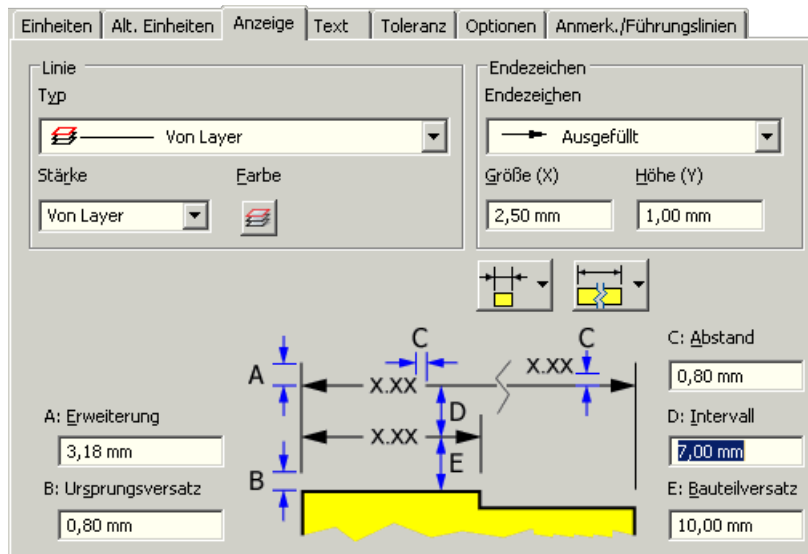 Einheiten Alt. Einheiten Anzeige Text Toleranz Optionen Anmerk./Führungslinien
Linie
Typ
Von Layer
Stärke Farbe
Von Layer
Endezeichen
Endezeichen
Ausgefüllt
Größe (X) Höhe (Y)
2,50 mm 1,00 mm
A
C
C
X.XX
X.XX
D
X.XX
E
B
A: Erweiterung
3,18 mm
B: Ursprungsversatz
0,80 mm
C: Abstand
0,80 mm
D: Intervall
7,00 mm
E: Bauteilversatz
10,00 mm